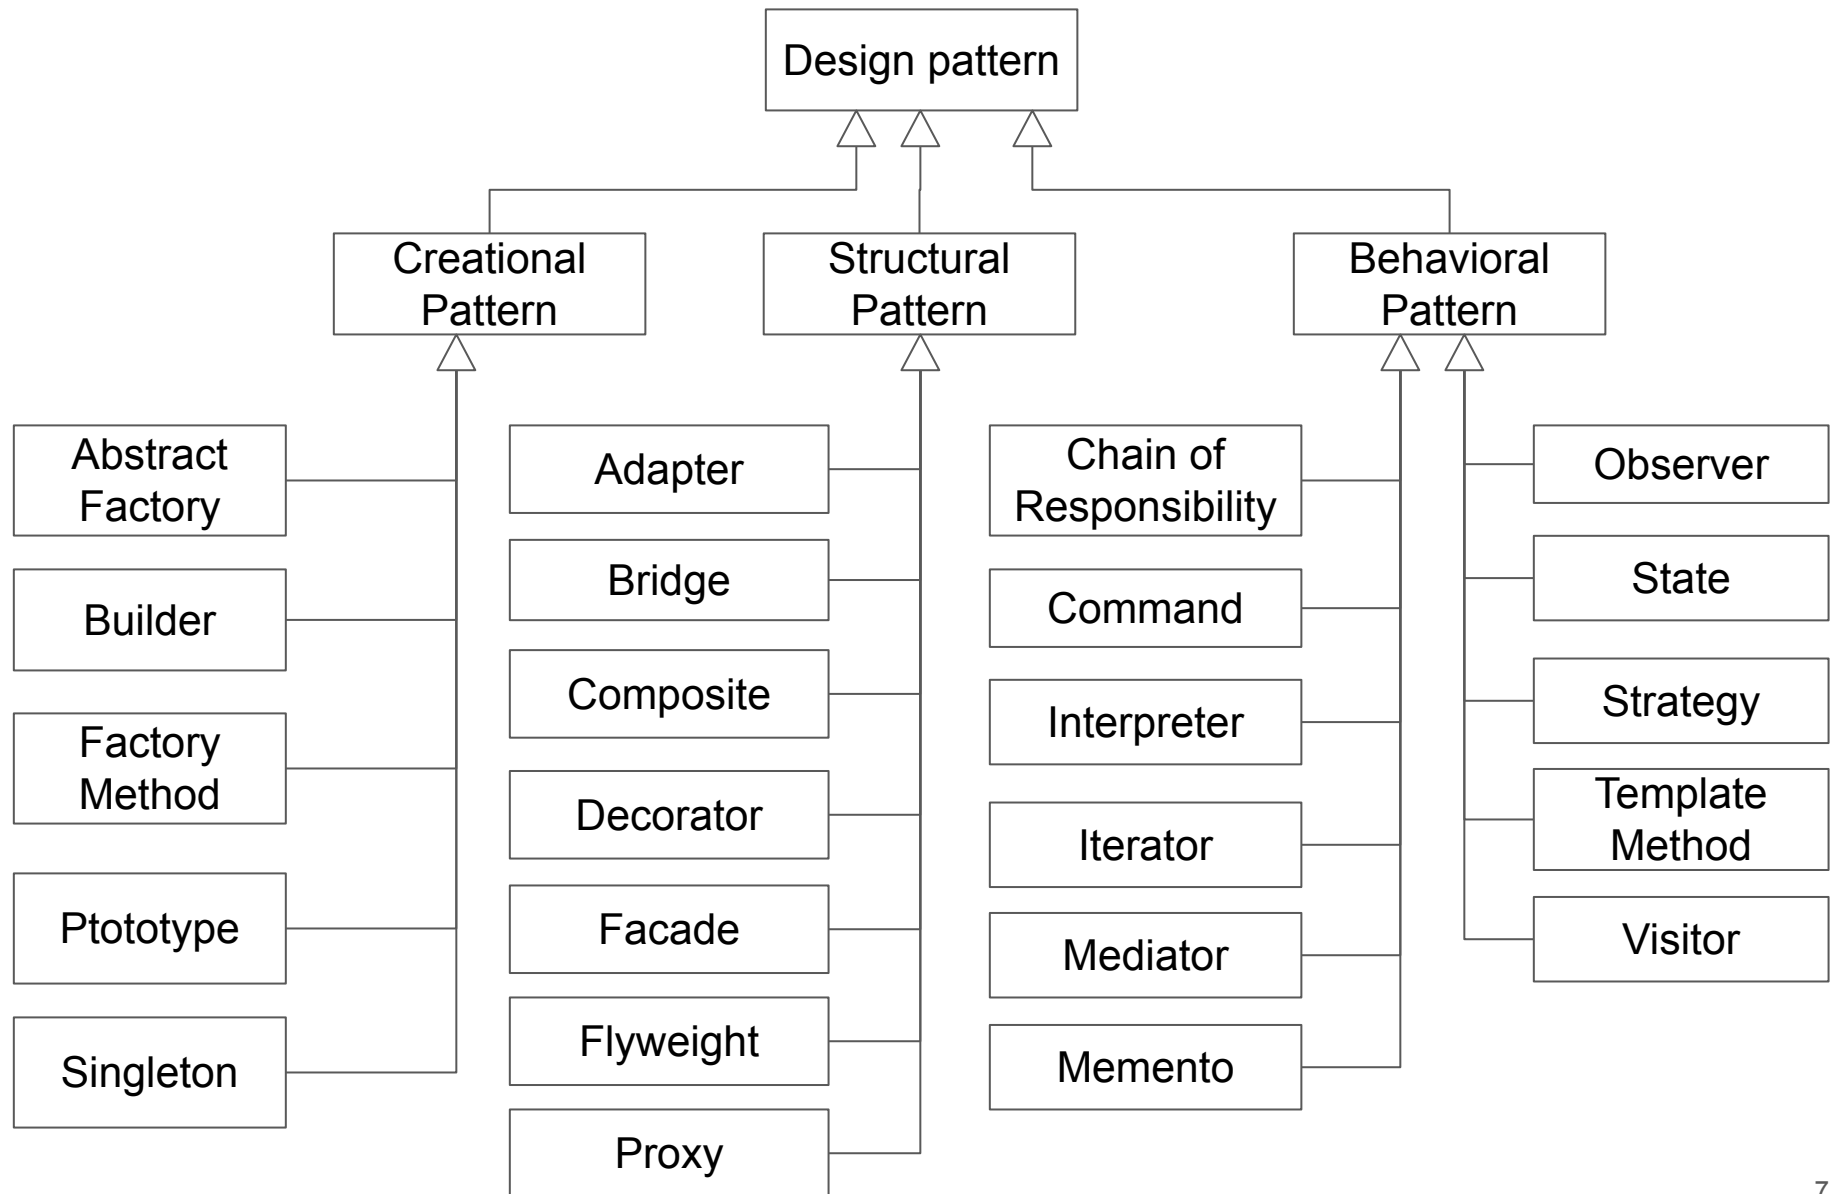 Design pattern
Creational
Pattern
Structural
Pattern
Behavioral
Pattern
Abstract
Factory
Builder
Factory
Method
Ptototype
Singleton
Adapter
Bridge
Composite
Decorator
Facade
Flyweight
Proxy
Chain of
Responsibility
Command
Interpreter
Iterator
Mediator
Memento
Observer
State
Strategy
Template
Method
Visitor
7